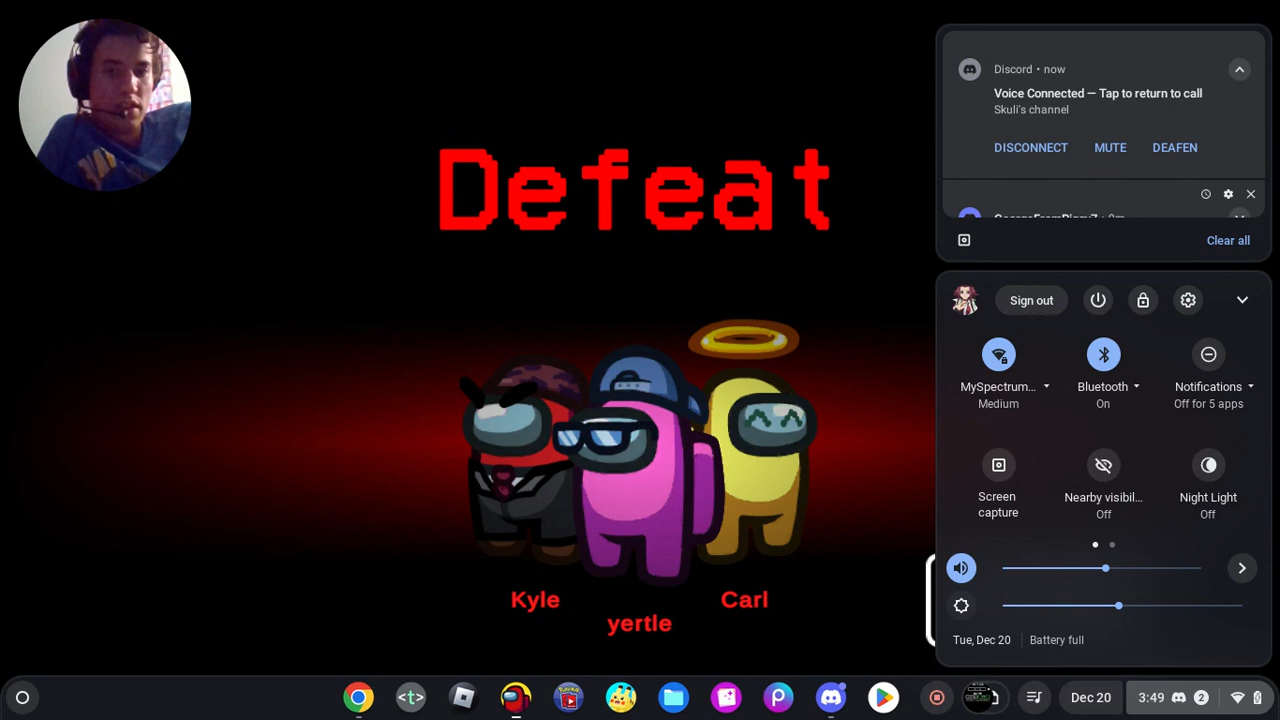 Defeat
Kyle
Carl
yertle
Discord • now
Voice Connected — Tap to return to call
Skuli's channel
DISCONNECT MUTE DEAFEN
Clear all
Sign out
MySpectrum... Bluetooth Notifications
Medium On Off for 5 apps
Screen capture
Nearby visibil... Night Light
Off Off
Tue, Dec 20 Battery full
<t>
Dec 20 3:49 2